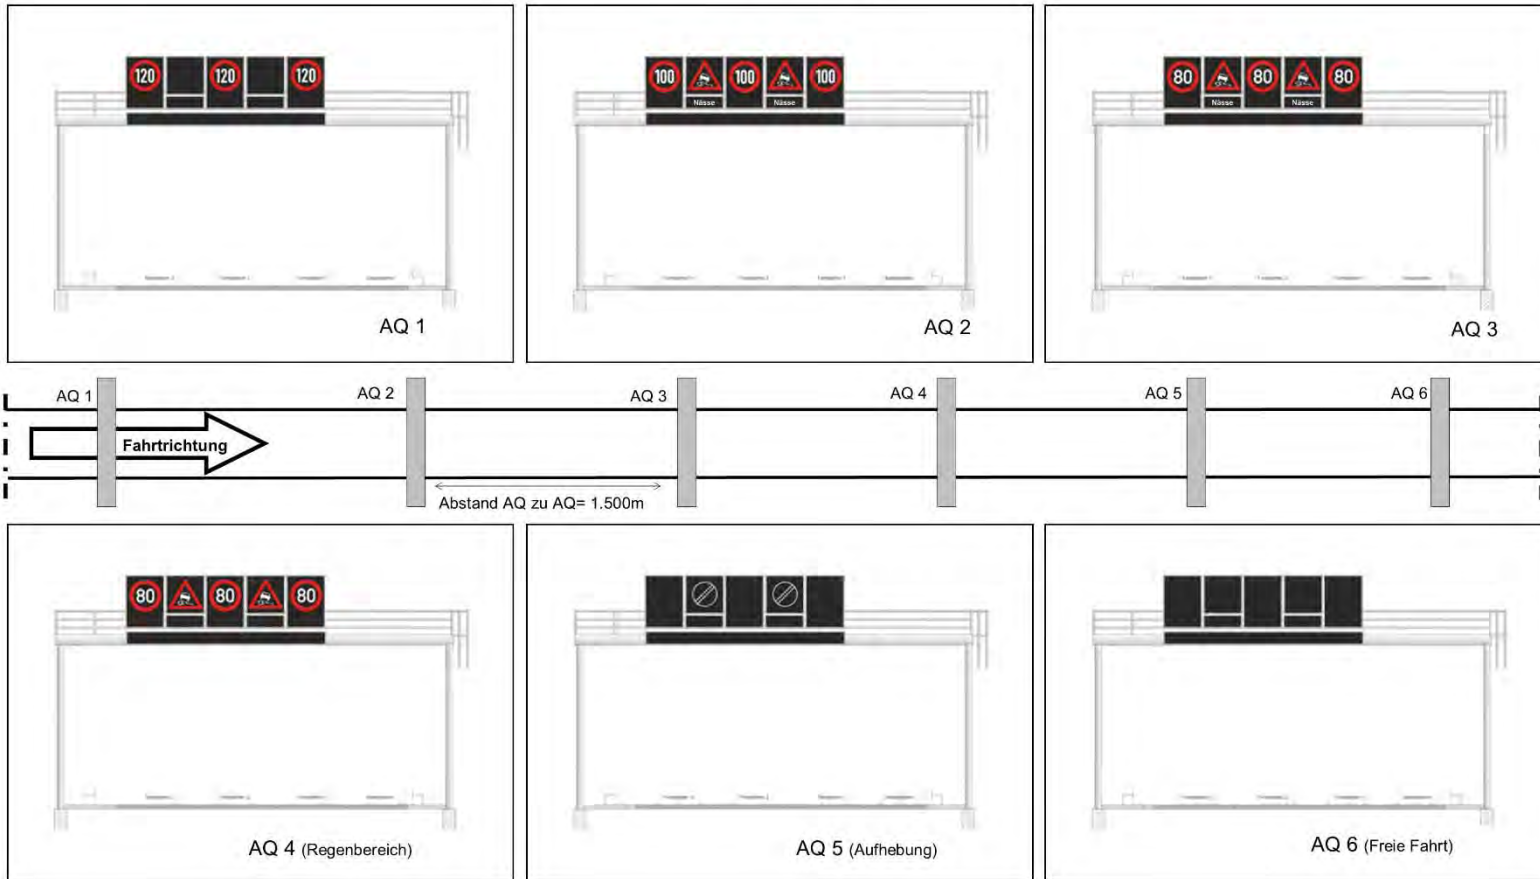 120 120 120
AQ 1
100 100 100
Nässe Nässe
AQ 2
80 80 80
Nässe Nässe
AQ 3
AQ 1 AQ 2 AQ 3 AQ 4 AQ 5 AQ 6
Fahrtrichtung
Abstand AQ zu AQ= 1.500m
80 80 80
AQ 4 (Regenbereich)
AQ 5 (Aufhebung)
AQ 6 (Freie Fahrt)